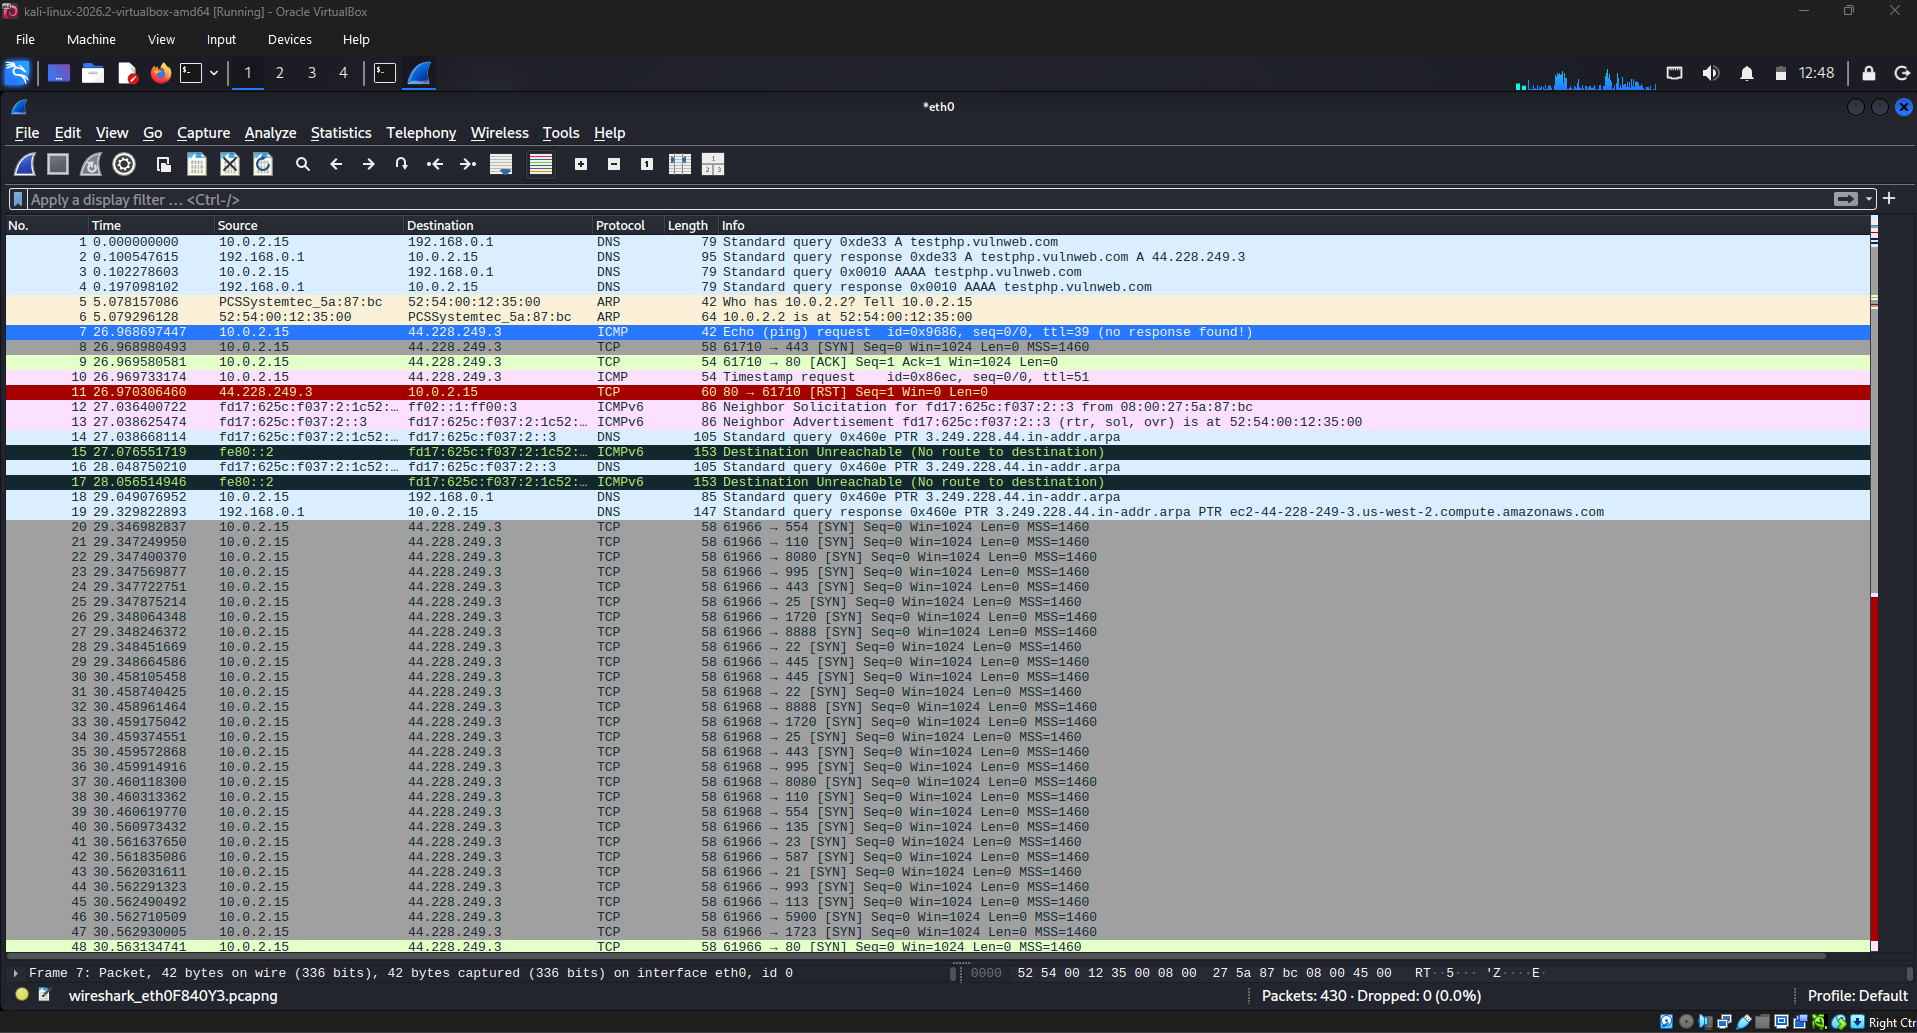 kali-linux-2026.2-virtualbox-amd64 [Running] - Oracle VirtualBox
File Machine View Input Devices Help
1 2 3 4 12:48
*eth0
File Edit View Go Capture Analyze Statistics Telephony Wireless Tools Help
Apply a display filter … <Ctrl-/>
No. Time Source Destination Protocol Length Info
1 0.000000000 10.0.2.15 192.168.0.1 DNS 79 Standard query 0xde33 A testphp.vulnweb.com
2 0.100547615 192.168.0.1 10.0.2.15 DNS 95 Standard query response 0xde33 A testphp.vulnweb.com A 44.228.249.3
3 0.102278603 10.0.2.15 192.168.0.1 DNS 79 Standard query 0x0010 AAAA testphp.vulnweb.com
4 0.197098102 192.168.0.1 10.0.2.15 DNS 79 Standard query response 0x0010 AAAA testphp.vulnweb.com
5 5.078157086 PCSSystemtec_5a:87:bc 52:54:00:12:35:00 ARP 42 Who has 10.0.2.2? Tell 10.0.2.15
6 5.079296128 52:54:00:12:35:00 PCSSystemtec_5a:87:bc ARP 64 10.0.2.2 is at 52:54:00:12:35:00
7 26.968697447 10.0.2.15 44.228.249.3 ICMP 42 Echo (ping) request id=0x9686, seq=0/0, ttl=39 (no response found!)
8 26.968980493 10.0.2.15 44.228.249.3 TCP 58 61710 → 443 [SYN] Seq=0 Win=1024 Len=0 MSS=1460
9 26.969580581 10.0.2.15 44.228.249.3 TCP 54 61710 → 80 [ACK] Seq=1 Ack=1 Win=1024 Len=0
10 26.969733174 10.0.2.15 44.228.249.3 ICMP 54 Timestamp request id=0x86ec, seq=0/0, ttl=51
11 26.970306460 44.228.249.3 10.0.2.15 TCP 60 80 → 61710 [RST] Seq=1 Win=0 Len=0
12 27.036400722 fd17:625c:f037:2:1c52:… ff02::1:ff00:3 ICMPv6 86 Neighbor Solicitation for fd17:625c:f037:2::3 from 08:00:27:5a:87:bc
13 27.038625474 fd17:625c:f037:2::3 fd17:625c:f037:2:1c52:… ICMPv6 86 Neighbor Advertisement fd17:625c:f037:2::3 (rtr, sol, ovr) is at 52:54:00:12:35:00
14 27.038668114 fd17:625c:f037:2:1c52:… fd17:625c:f037:2::3 DNS 105 Standard query 0x460e PTR 3.249.228.44.in-addr.arpa
15 27.076551719 fe80::2 fd17:625c:f037:2:1c52:… ICMPv6 153 Destination Unreachable (No route to destination)
16 28.048750210 fd17:625c:f037:2:1c52:… fd17:625c:f037:2::3 DNS 105 Standard query 0x460e PTR 3.249.228.44.in-addr.arpa
17 28.056514946 fe80::2 fd17:625c:f037:2:1c52:… ICMPv6 153 Destination Unreachable (No route to destination)
18 29.049076952 10.0.2.15 192.168.0.1 DNS 85 Standard query 0x460e PTR 3.249.228.44.in-addr.arpa
19 29.329822893 192.168.0.1 10.0.2.15 DNS 147 Standard query response 0x460e PTR 3.249.228.44.in-addr.arpa PTR ec2-44-228-249-3.us-west-2.compute.amazonaws.com
20 29.346982837 10.0.2.15 44.228.249.3 TCP 58 61966 → 554 [SYN] Seq=0 Win=1024 Len=0 MSS=1460
21 29.347249950 10.0.2.15 44.228.249.3 TCP 58 61966 → 110 [SYN] Seq=0 Win=1024 Len=0 MSS=1460
22 29.347400370 10.0.2.15 44.228.249.3 TCP 58 61966 → 8080 [SYN] Seq=0 Win=1024 Len=0 MSS=1460
23 29.347569877 10.0.2.15 44.228.249.3 TCP 58 61966 → 995 [SYN] Seq=0 Win=1024 Len=0 MSS=1460
24 29.347722751 10.0.2.15 44.228.249.3 TCP 58 61966 → 443 [SYN] Seq=0 Win=1024 Len=0 MSS=1460
25 29.347875214 10.0.2.15 44.228.249.3 TCP 58 61966 → 25 [SYN] Seq=0 Win=1024 Len=0 MSS=1460
26 29.348064348 10.0.2.15 44.228.249.3 TCP 58 61966 → 1720 [SYN] Seq=0 Win=1024 Len=0 MSS=1460
27 29.348246372 10.0.2.15 44.228.249.3 TCP 58 61966 → 8888 [SYN] Seq=0 Win=1024 Len=0 MSS=1460
28 29.348451669 10.0.2.15 44.228.249.3 TCP 58 61966 → 22 [SYN] Seq=0 Win=1024 Len=0 MSS=1460
29 29.348664586 10.0.2.15 44.228.249.3 TCP 58 61966 → 445 [SYN] Seq=0 Win=1024 Len=0 MSS=1460
30 30.458105458 10.0.2.15 44.228.249.3 TCP 58 61968 → 445 [SYN] Seq=0 Win=1024 Len=0 MSS=1460
31 30.458740425 10.0.2.15 44.228.249.3 TCP 58 61968 → 22 [SYN] Seq=0 Win=1024 Len=0 MSS=1460
32 30.458961464 10.0.2.15 44.228.249.3 TCP 58 61968 → 8888 [SYN] Seq=0 Win=1024 Len=0 MSS=1460
33 30.459175042 10.0.2.15 44.228.249.3 TCP 58 61968 → 1720 [SYN] Seq=0 Win=1024 Len=0 MSS=1460
34 30.459374551 10.0.2.15 44.228.249.3 TCP 58 61968 → 25 [SYN] Seq=0 Win=1024 Len=0 MSS=1460
35 30.459572868 10.0.2.15 44.228.249.3 TCP 58 61968 → 443 [SYN] Seq=0 Win=1024 Len=0 MSS=1460
36 30.459914916 10.0.2.15 44.228.249.3 TCP 58 61968 → 995 [SYN] Seq=0 Win=1024 Len=0 MSS=1460
37 30.460118300 10.0.2.15 44.228.249.3 TCP 58 61968 → 8080 [SYN] Seq=0 Win=1024 Len=0 MSS=1460
38 30.460313362 10.0.2.15 44.228.249.3 TCP 58 61968 → 110 [SYN] Seq=0 Win=1024 Len=0 MSS=1460
39 30.460619770 10.0.2.15 44.228.249.3 TCP 58 61968 → 554 [SYN] Seq=0 Win=1024 Len=0 MSS=1460
40 30.560973432 10.0.2.15 44.228.249.3 TCP 58 61966 → 135 [SYN] Seq=0 Win=1024 Len=0 MSS=1460
41 30.561637650 10.0.2.15 44.228.249.3 TCP 58 61966 → 23 [SYN] Seq=0 Win=1024 Len=0 MSS=1460
42 30.561835086 10.0.2.15 44.228.249.3 TCP 58 61966 → 587 [SYN] Seq=0 Win=1024 Len=0 MSS=1460
43 30.562031611 10.0.2.15 44.228.249.3 TCP 58 61966 → 21 [SYN] Seq=0 Win=1024 Len=0 MSS=1460
44 30.562291323 10.0.2.15 44.228.249.3 TCP 58 61966 → 993 [SYN] Seq=0 Win=1024 Len=0 MSS=1460
45 30.562490492 10.0.2.15 44.228.249.3 TCP 58 61966 → 113 [SYN] Seq=0 Win=1024 Len=0 MSS=1460
46 30.562710509 10.0.2.15 44.228.249.3 TCP 58 61966 → 5900 [SYN] Seq=0 Win=1024 Len=0 MSS=1460
47 30.562930005 10.0.2.15 44.228.249.3 TCP 58 61966 → 1723 [SYN] Seq=0 Win=1024 Len=0 MSS=1460
48 30.563134741 10.0.2.15 44.228.249.3 TCP 58 61966 → 80 [SYN] Seq=0 Win=1024 Len=0 MSS=1460
Frame 7: Packet, 42 bytes on wire (336 bits), 42 bytes captured (336 bits) on interface eth0, id 0
0000 52 54 00 12 35 00 08 00 27 5a 87 bc 08 00 45 00 RT··5··· 'Z····E·
wireshark_eth0F840Y3.pcapng Packets: 430 · Dropped: 0 (0.0%) Profile: Default
Right Ctr